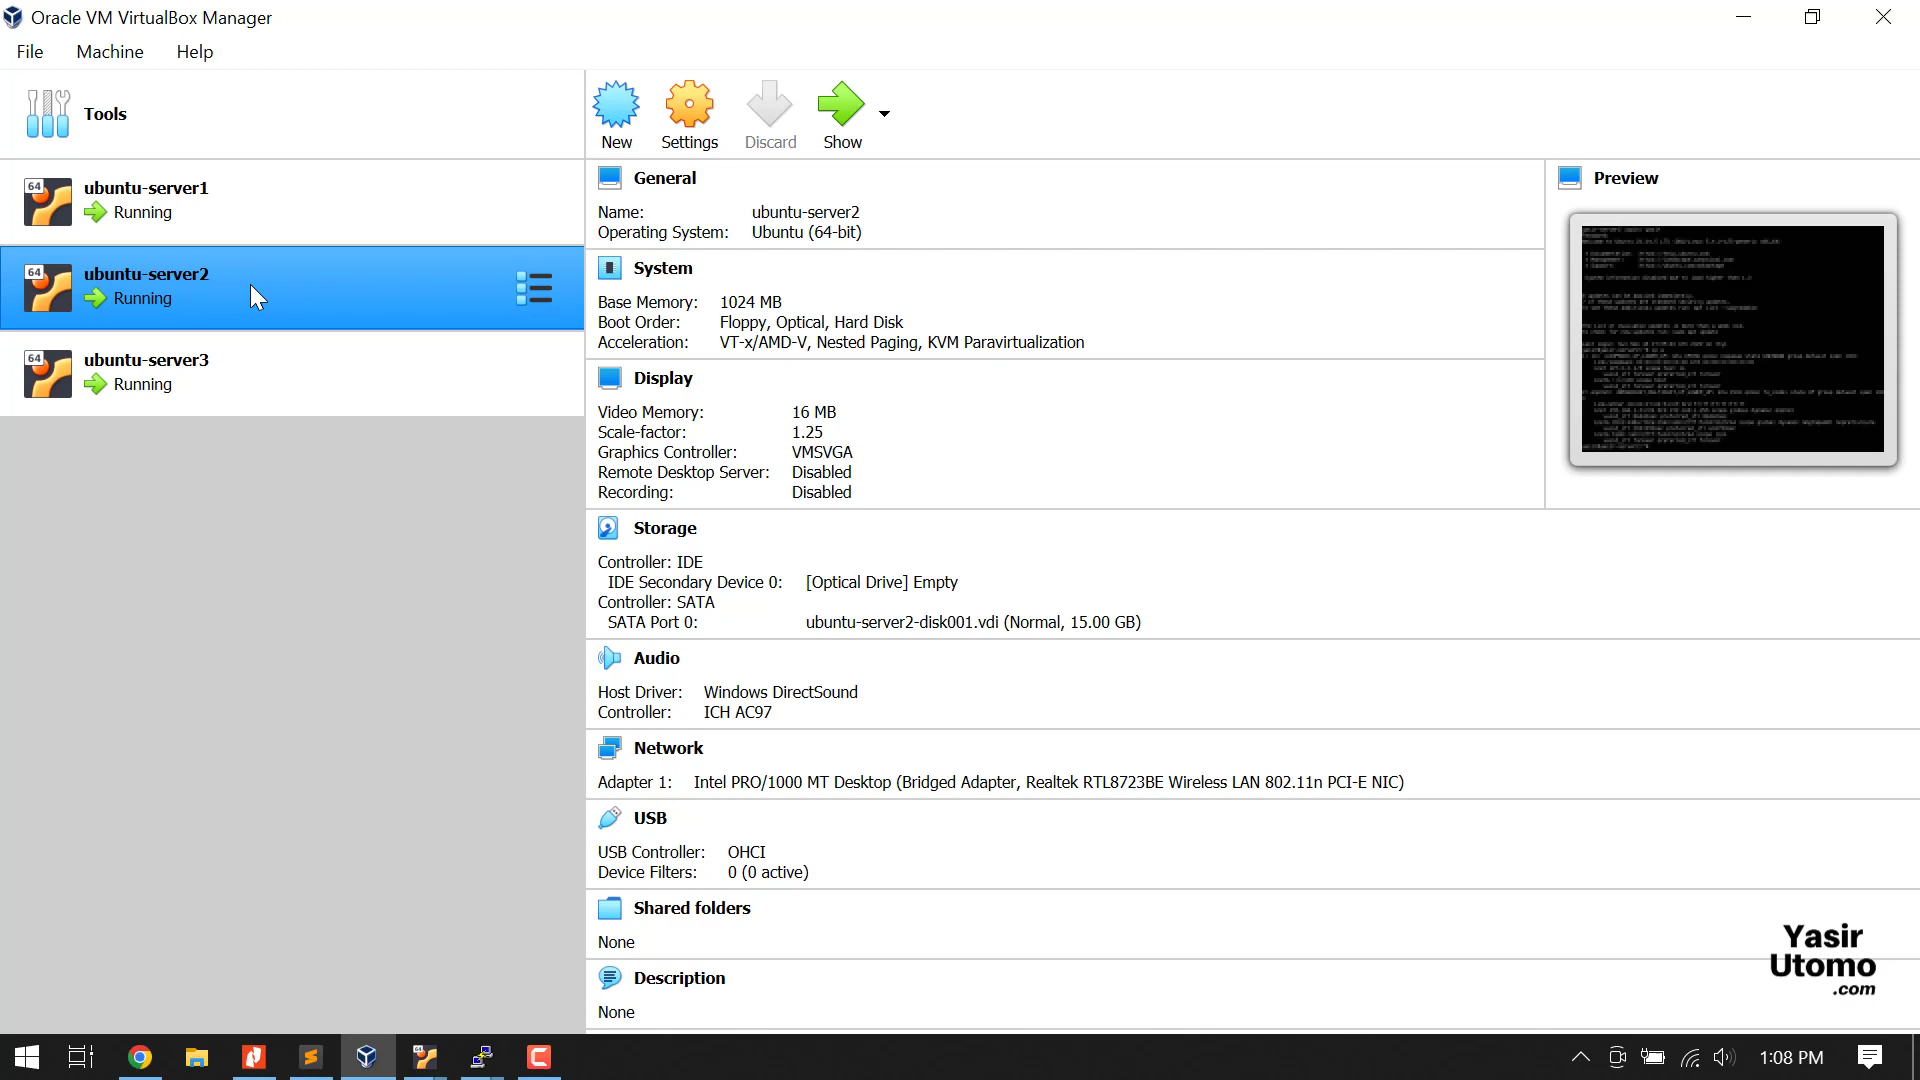 Oracle VM VirtualBox Manager
File Machine Help
Tools
New Settings Discard Show
64 ubuntu-server1
Running
64 ubuntu-server2
Running
64 ubuntu-server3
Running
General
Name: ubuntu-server2
Operating System: Ubuntu (64-bit)
System
Base Memory: 1024 MB
Boot Order: Floppy, Optical, Hard Disk
Acceleration: VT-x/AMD-V, Nested Paging, KVM Paravirtualization
Display
Video Memory: 16 MB
Scale-factor: 1.25
Graphics Controller: VMSVGA
Remote Desktop Server: Disabled
Recording: Disabled
Preview
Storage
Controller: IDE
IDE Secondary Device 0: [Optical Drive] Empty
Controller: SATA
SATA Port 0: ubuntu-server2-disk001.vdi (Normal, 15.00 GB)
Audio
Host Driver: Windows DirectSound
Controller: ICH AC97
Network
Adapter 1: Intel PRO/1000 MT Desktop (Bridged Adapter, Realtek RTL8723BE Wireless LAN 802.11n PCI-E NIC)
USB
USB Controller: OHCI
Device Filters: 0 (0 active)
Shared folders
None
Description
None
Yasir
Utomo
.com
1:08 PM